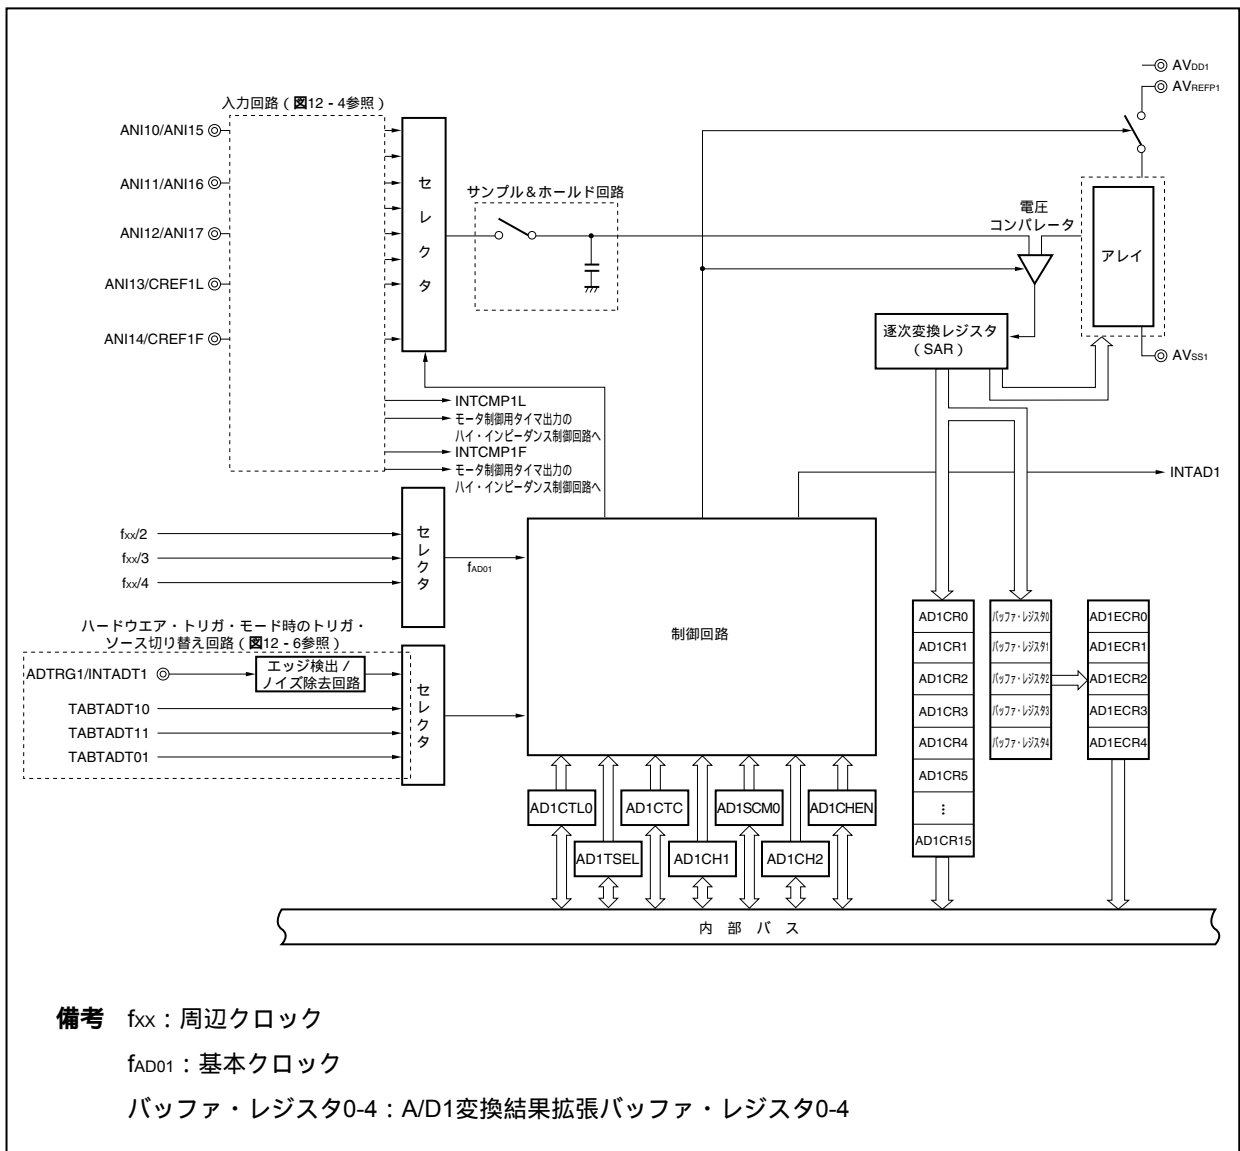 AVDD1
AVREFP1
入力回路（図12-4参照）
ANI10/ANI15
ANI11/ANI16
ANI12/ANI17
ANI13/CREF1L
ANI14/CREF1F
セレクタ
サンプル＆ホールド回路
電圧
コンパレータ
アレイ
逐次変換レジスタ
（SAR）
AVSS1
INTCMP1L
モータ制御用タイマ出力の
ハイ・インピーダンス制御回路へ
INTCMP1F
モータ制御用タイマ出力の
ハイ・インピーダンス制御回路へ
INTAD1
fXX/2
fXX/3
fXX/4
セレクタ
fAD01
制御回路
ハードウエア・トリガ・モード時のトリガ・
ソース切り替え回路（図12-6参照）
ADTRG1/INTADT1
エッジ検出／
ノイズ除去回路
TABTADT10
TABTADT11
TABTADT01
セレクタ
AD1CR0
AD1CR1
AD1CR2
AD1CR3
AD1CR4
AD1CR5
⋮
AD1CR15
バッファ・レジスタ0
バッファ・レジスタ1
バッファ・レジスタ2
バッファ・レジスタ3
バッファ・レジスタ4
AD1ECR0
AD1ECR1
AD1ECR2
AD1ECR3
AD1ECR4
AD1CTL0
AD1CTC
AD1SCM0
AD1CHEN
AD1TSEL
AD1CH1
AD1CH2
内部バス
備考 fXX：周辺クロック
fAD01：基本クロック
バッファ・レジスタ0-4：A/D1変換結果拡張バッファ・レジスタ0-4